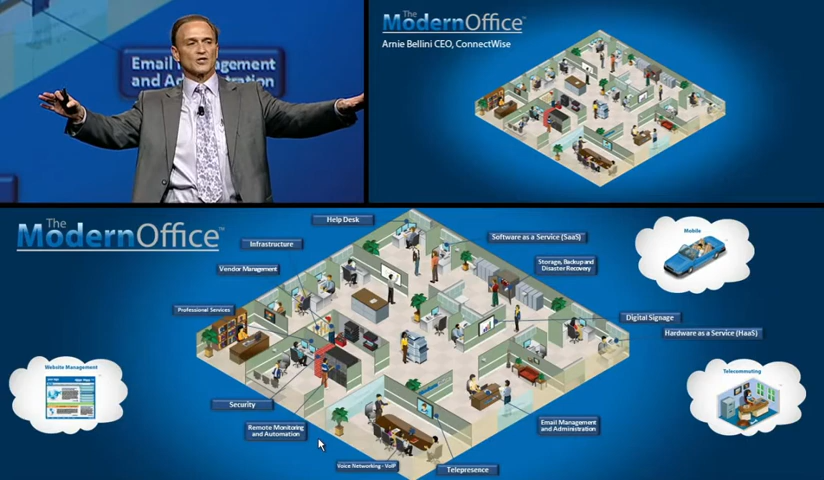 Email Management
and Administration
The
ModernOffice™
Arnie Bellini CEO, ConnectWise
The
ModernOffice™
Help Desk
Infrastructure
Software as a Service (SaaS)
Mobile
Vendor Management
Storage, Backup and
Disaster Recovery
Professional Services
Digital Signage
Hardware as a Service (HaaS)
Website Management
Telecommuting
Security
Remote Monitoring
and Automation
Email Management
and Administration
Voice Networking - VoIP
Telepresence